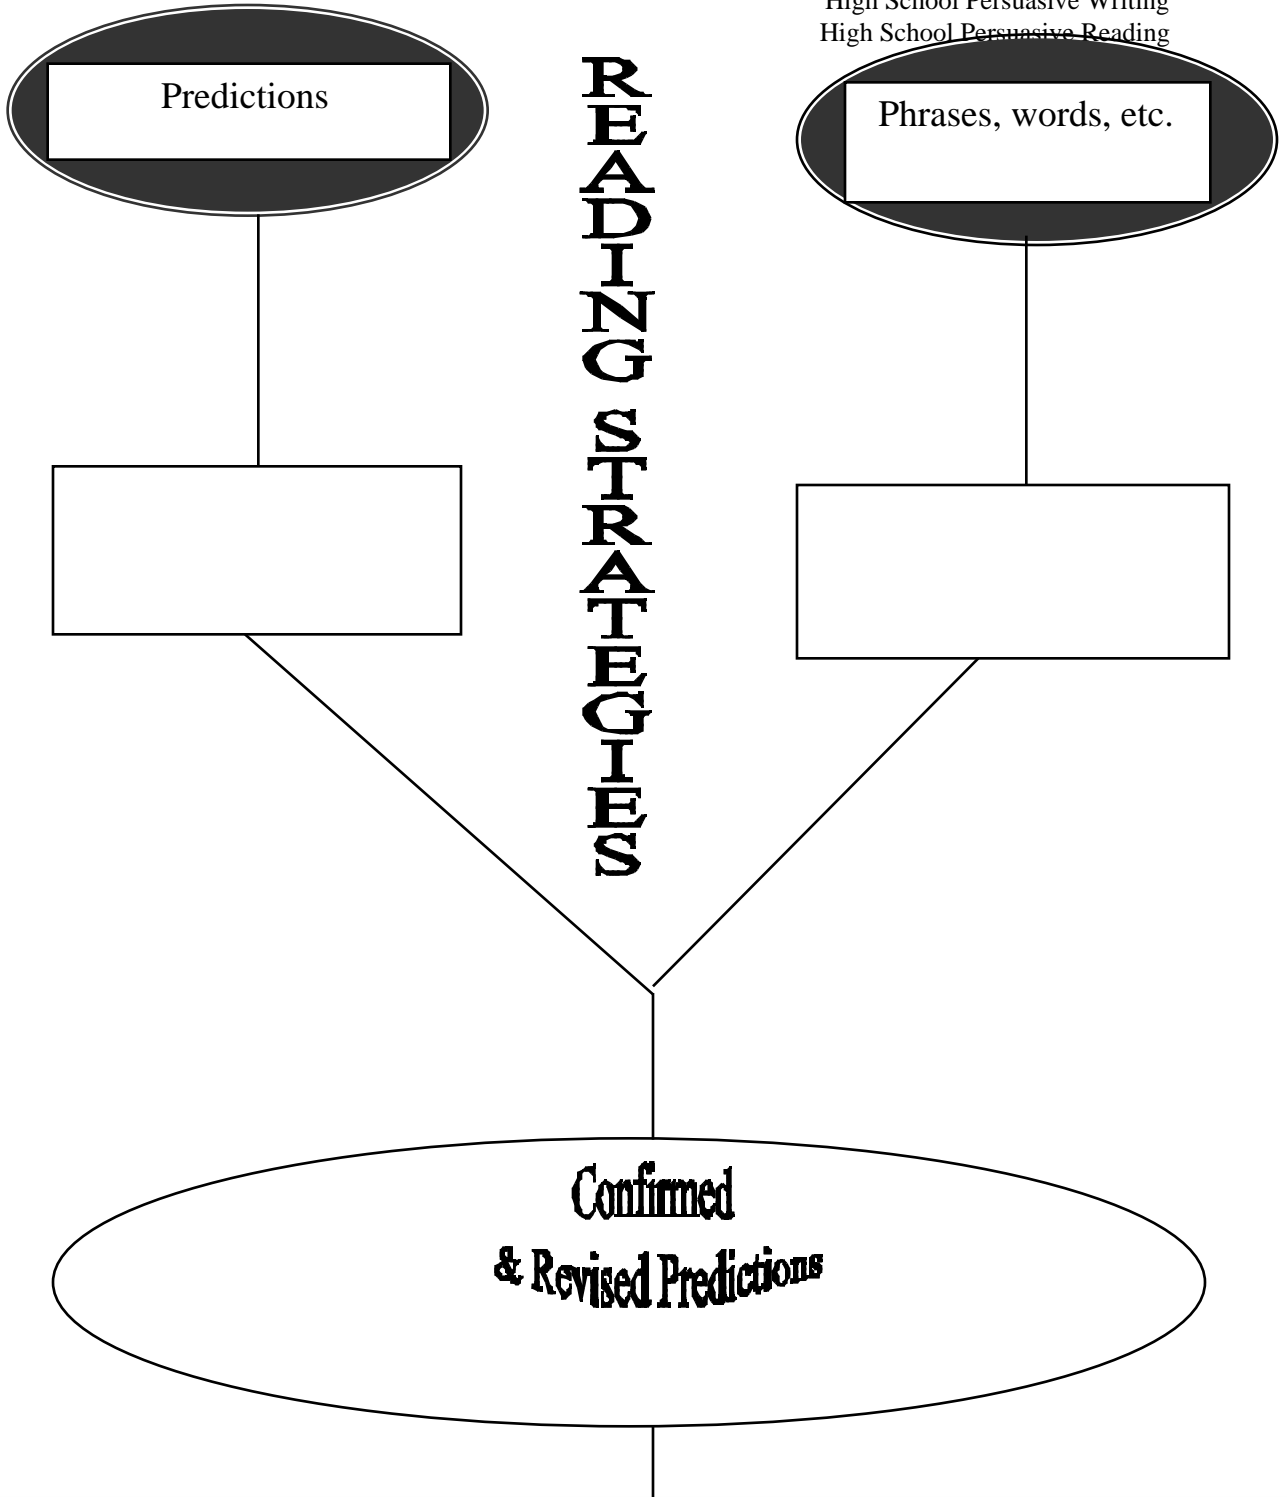 High School Persuasive Writing
High School Persuasive Reading
Predictions
Phrases, words, etc.
READING STRATEGIES
Confirmed
& Revised Predictions